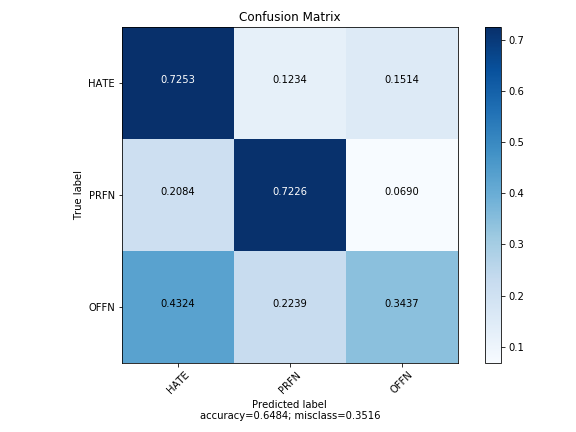 Confusion Matrix
HATE 0.7253 0.1234 0.1514
PRFN 0.2084 0.7226 0.0690
OFFN 0.4324 0.2239 0.3437
True label
HATE PRFN OFFN
Predicted label
accuracy=0.6484; misclass=0.3516
0.7
0.6
0.5
0.4
0.3
0.2
0.1